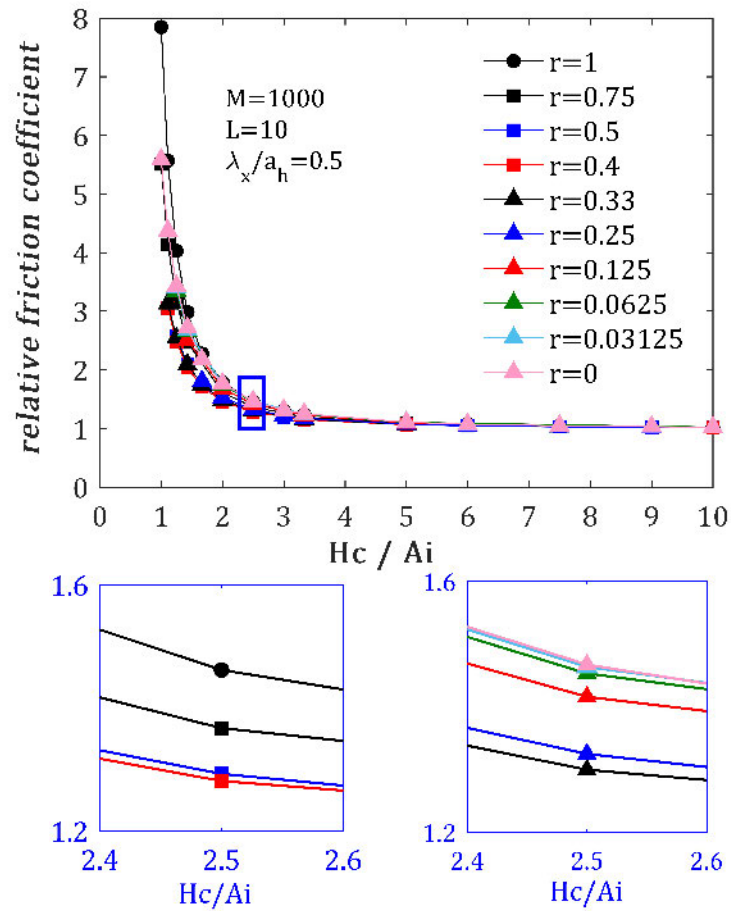 relative friction coefficient
8
7
6
5
4
3
2
1
0
M=1000
L=10
λx/ah=0.5
r=1
r=0.75
r=0.5
r=0.4
r=0.33
r=0.25
r=0.125
r=0.0625
r=0.03125
r=0
0 1 2 3 4 5 6 7 8 9 10
Hc / Ai
1.6
1.2
2.4 2.5 2.6
Hc/Ai
1.6
1.2
2.4 2.5 2.6
Hc/Ai